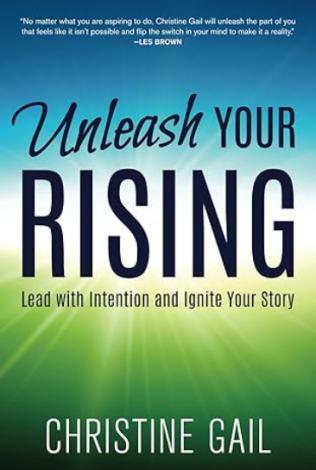 "No matter what you are aspiring to do, Christine Gail will unleash the part of you
that feels like it isn't possible and flip the switch in your mind to make it a reality."
—LES BROWN
Unleash YOUR
RISING
Lead with Intention and Ignite Your Story
CHRISTINE GAIL